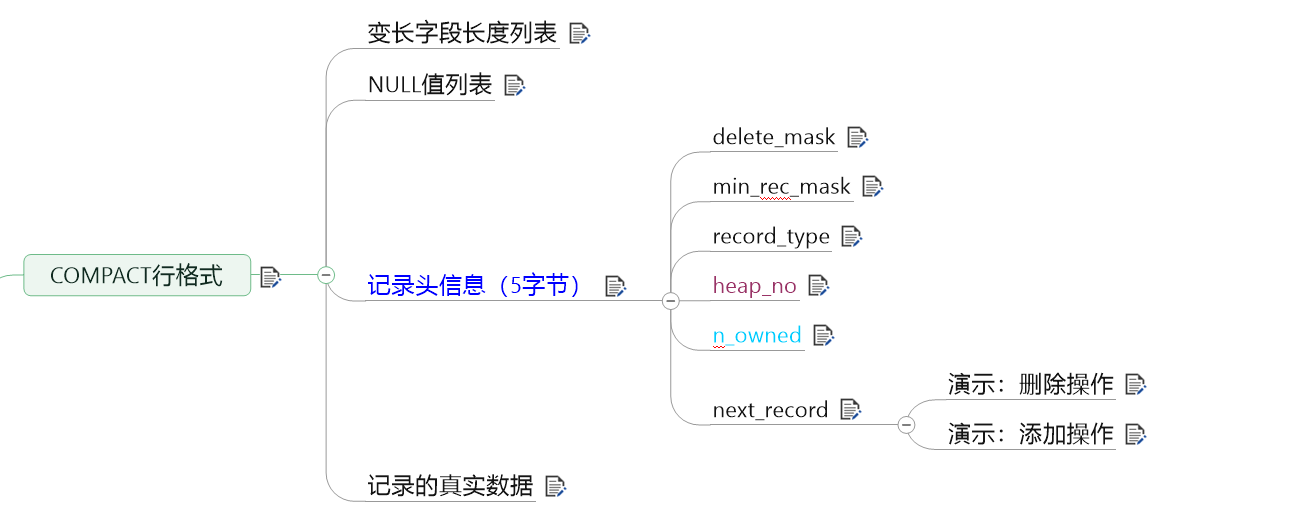 变长字段长度列表
NULL值列表
delete_mask
min_rec_mask
record_type
COMPACT行格式
记录头信息（5字节）
heap_no
n_owned
演示：删除操作
next_record
演示：添加操作
记录的真实数据